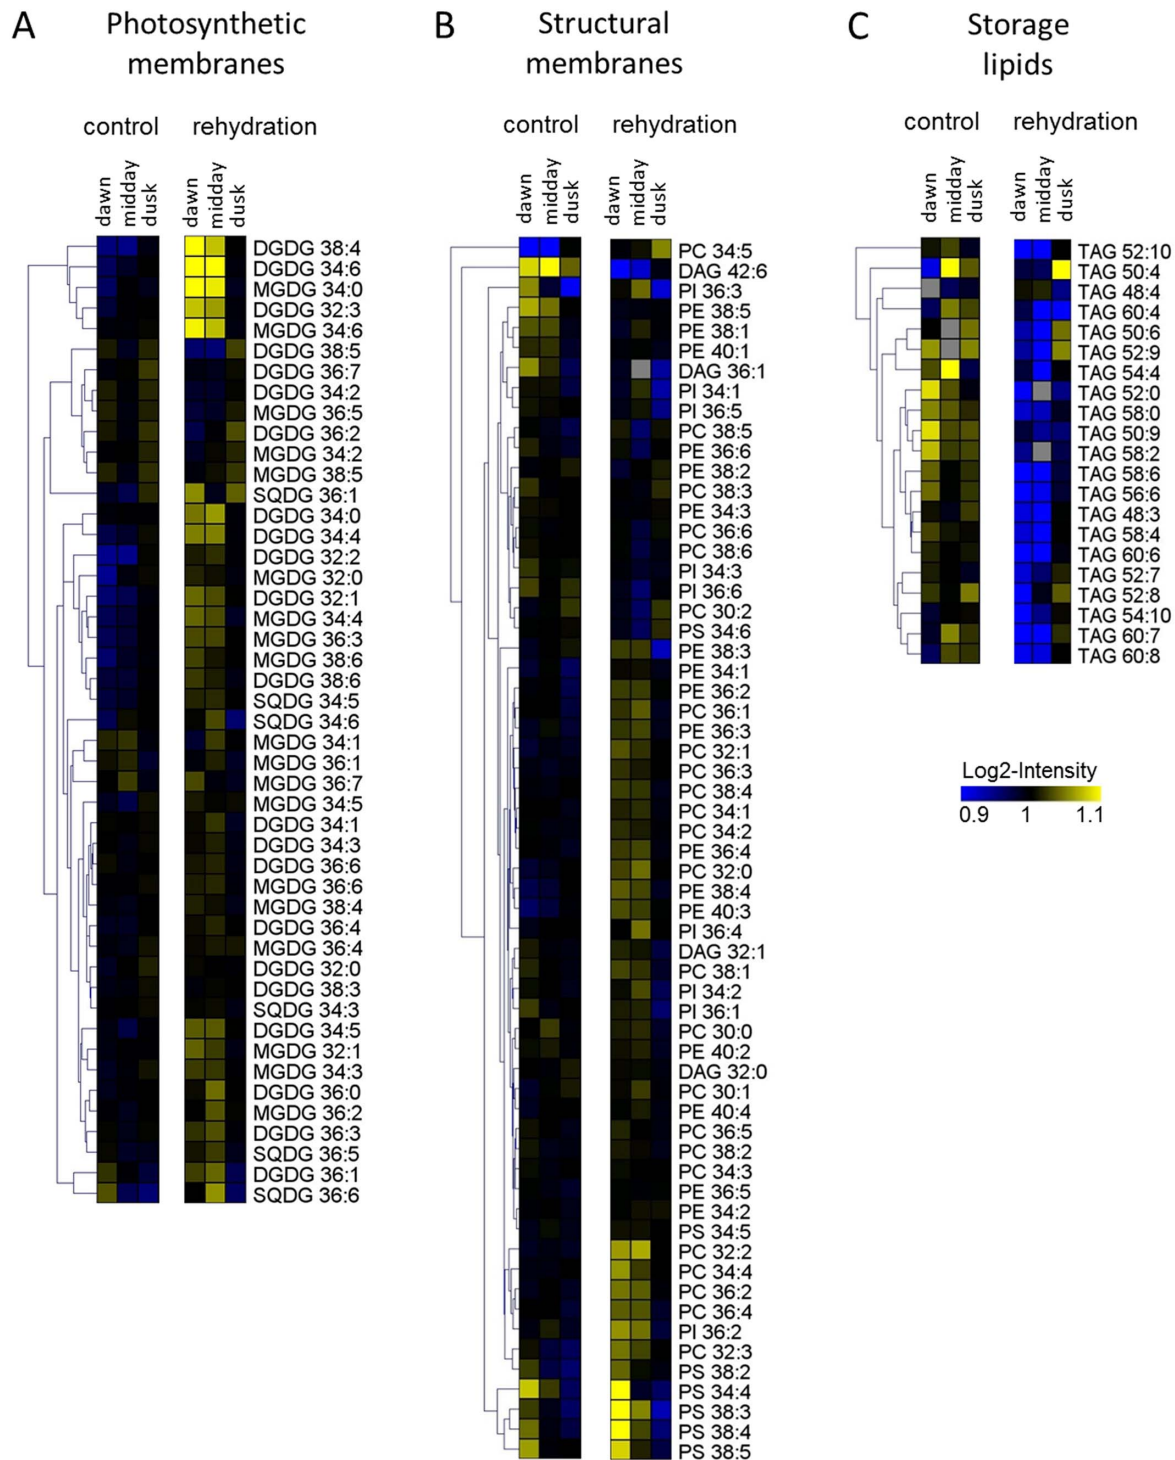 A
Photosynthetic
membranes
control
rehydration
dawn
midday
dusk
dawn
midday
dusk
DGDG 38:4
DGDG 34:6
MGDG 34:0
DGDG 32:3
MGDG 34:6
DGDG 38:5
DGDG 36:7
DGDG 34:2
MGDG 36:5
DGDG 36:2
MGDG 34:2
MGDG 38:5
SQDG 36:1
DGDG 34:0
DGDG 34:4
DGDG 32:2
MGDG 32:0
DGDG 32:1
MGDG 34:4
MGDG 36:3
MGDG 38:6
DGDG 38:6
SQDG 34:5
SQDG 34:6
MGDG 34:1
MGDG 36:1
MGDG 36:7
MGDG 34:5
DGDG 34:1
DGDG 34:3
DGDG 36:6
MGDG 36:6
MGDG 38:4
DGDG 36:4
MGDG 36:4
DGDG 32:0
DGDG 38:3
SQDG 34:3
DGDG 34:5
MGDG 32:1
MGDG 34:3
DGDG 36:0
MGDG 36:2
DGDG 36:3
SQDG 36:5
DGDG 36:1
SQDG 36:6
B
Structural
membranes
control
rehydration
dawn
midday
dusk
dawn
midday
dusk
PC 34:5
DAG 42:6
PI 36:3
PE 38:5
PE 38:1
PE 40:1
DAG 36:1
PI 34:1
PI 36:5
PC 38:5
PE 36:6
PE 38:2
PC 38:3
PE 34:3
PC 36:6
PC 38:6
PI 34:3
PI 36:6
PC 30:2
PS 34:6
PE 38:3
PE 34:1
PE 36:2
PC 36:1
PE 36:3
PC 32:1
PC 36:3
PC 38:4
PC 34:1
PC 34:2
PE 36:4
PC 32:0
PE 38:4
PE 40:3
PI 36:4
DAG 32:1
PC 38:1
PI 34:2
PI 36:1
PC 30:0
PE 40:2
DAG 32:0
PC 30:1
PE 40:4
PC 36:5
PC 38:2
PC 34:3
PE 36:5
PE 34:2
PS 34:5
PC 32:2
PC 34:4
PC 36:2
PC 36:4
PI 36:2
PC 32:3
PS 38:2
PS 34:4
PS 38:3
PS 38:4
PS 38:5
C
Storage
lipids
control
rehydration
dawn
midday
dusk
dawn
midday
dusk
TAG 52:10
TAG 50:4
TAG 48:4
TAG 60:4
TAG 50:6
TAG 52:9
TAG 54:4
TAG 52:0
TAG 58:0
TAG 50:9
TAG 58:2
TAG 58:6
TAG 56:6
TAG 48:3
TAG 58:4
TAG 60:6
TAG 52:7
TAG 52:8
TAG 54:10
TAG 60:7
TAG 60:8
Log2-Intensity
0.9 1 1.1